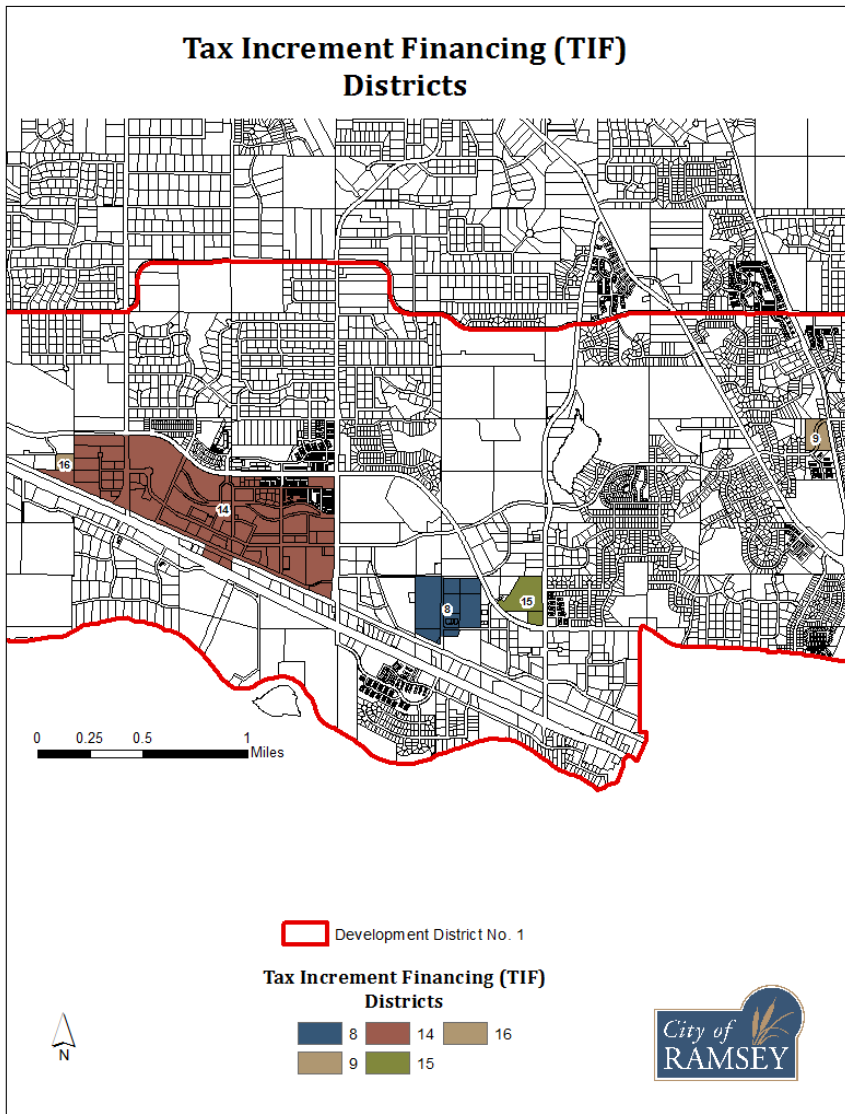 Tax Increment Financing (TIF)
Districts
9
16
14
8
15
0 0.25 0.5 1
Miles
Development District No. 1
Tax Increment Financing (TIF)
Districts
8 14 16
9 15
N
City of
RAMSEY